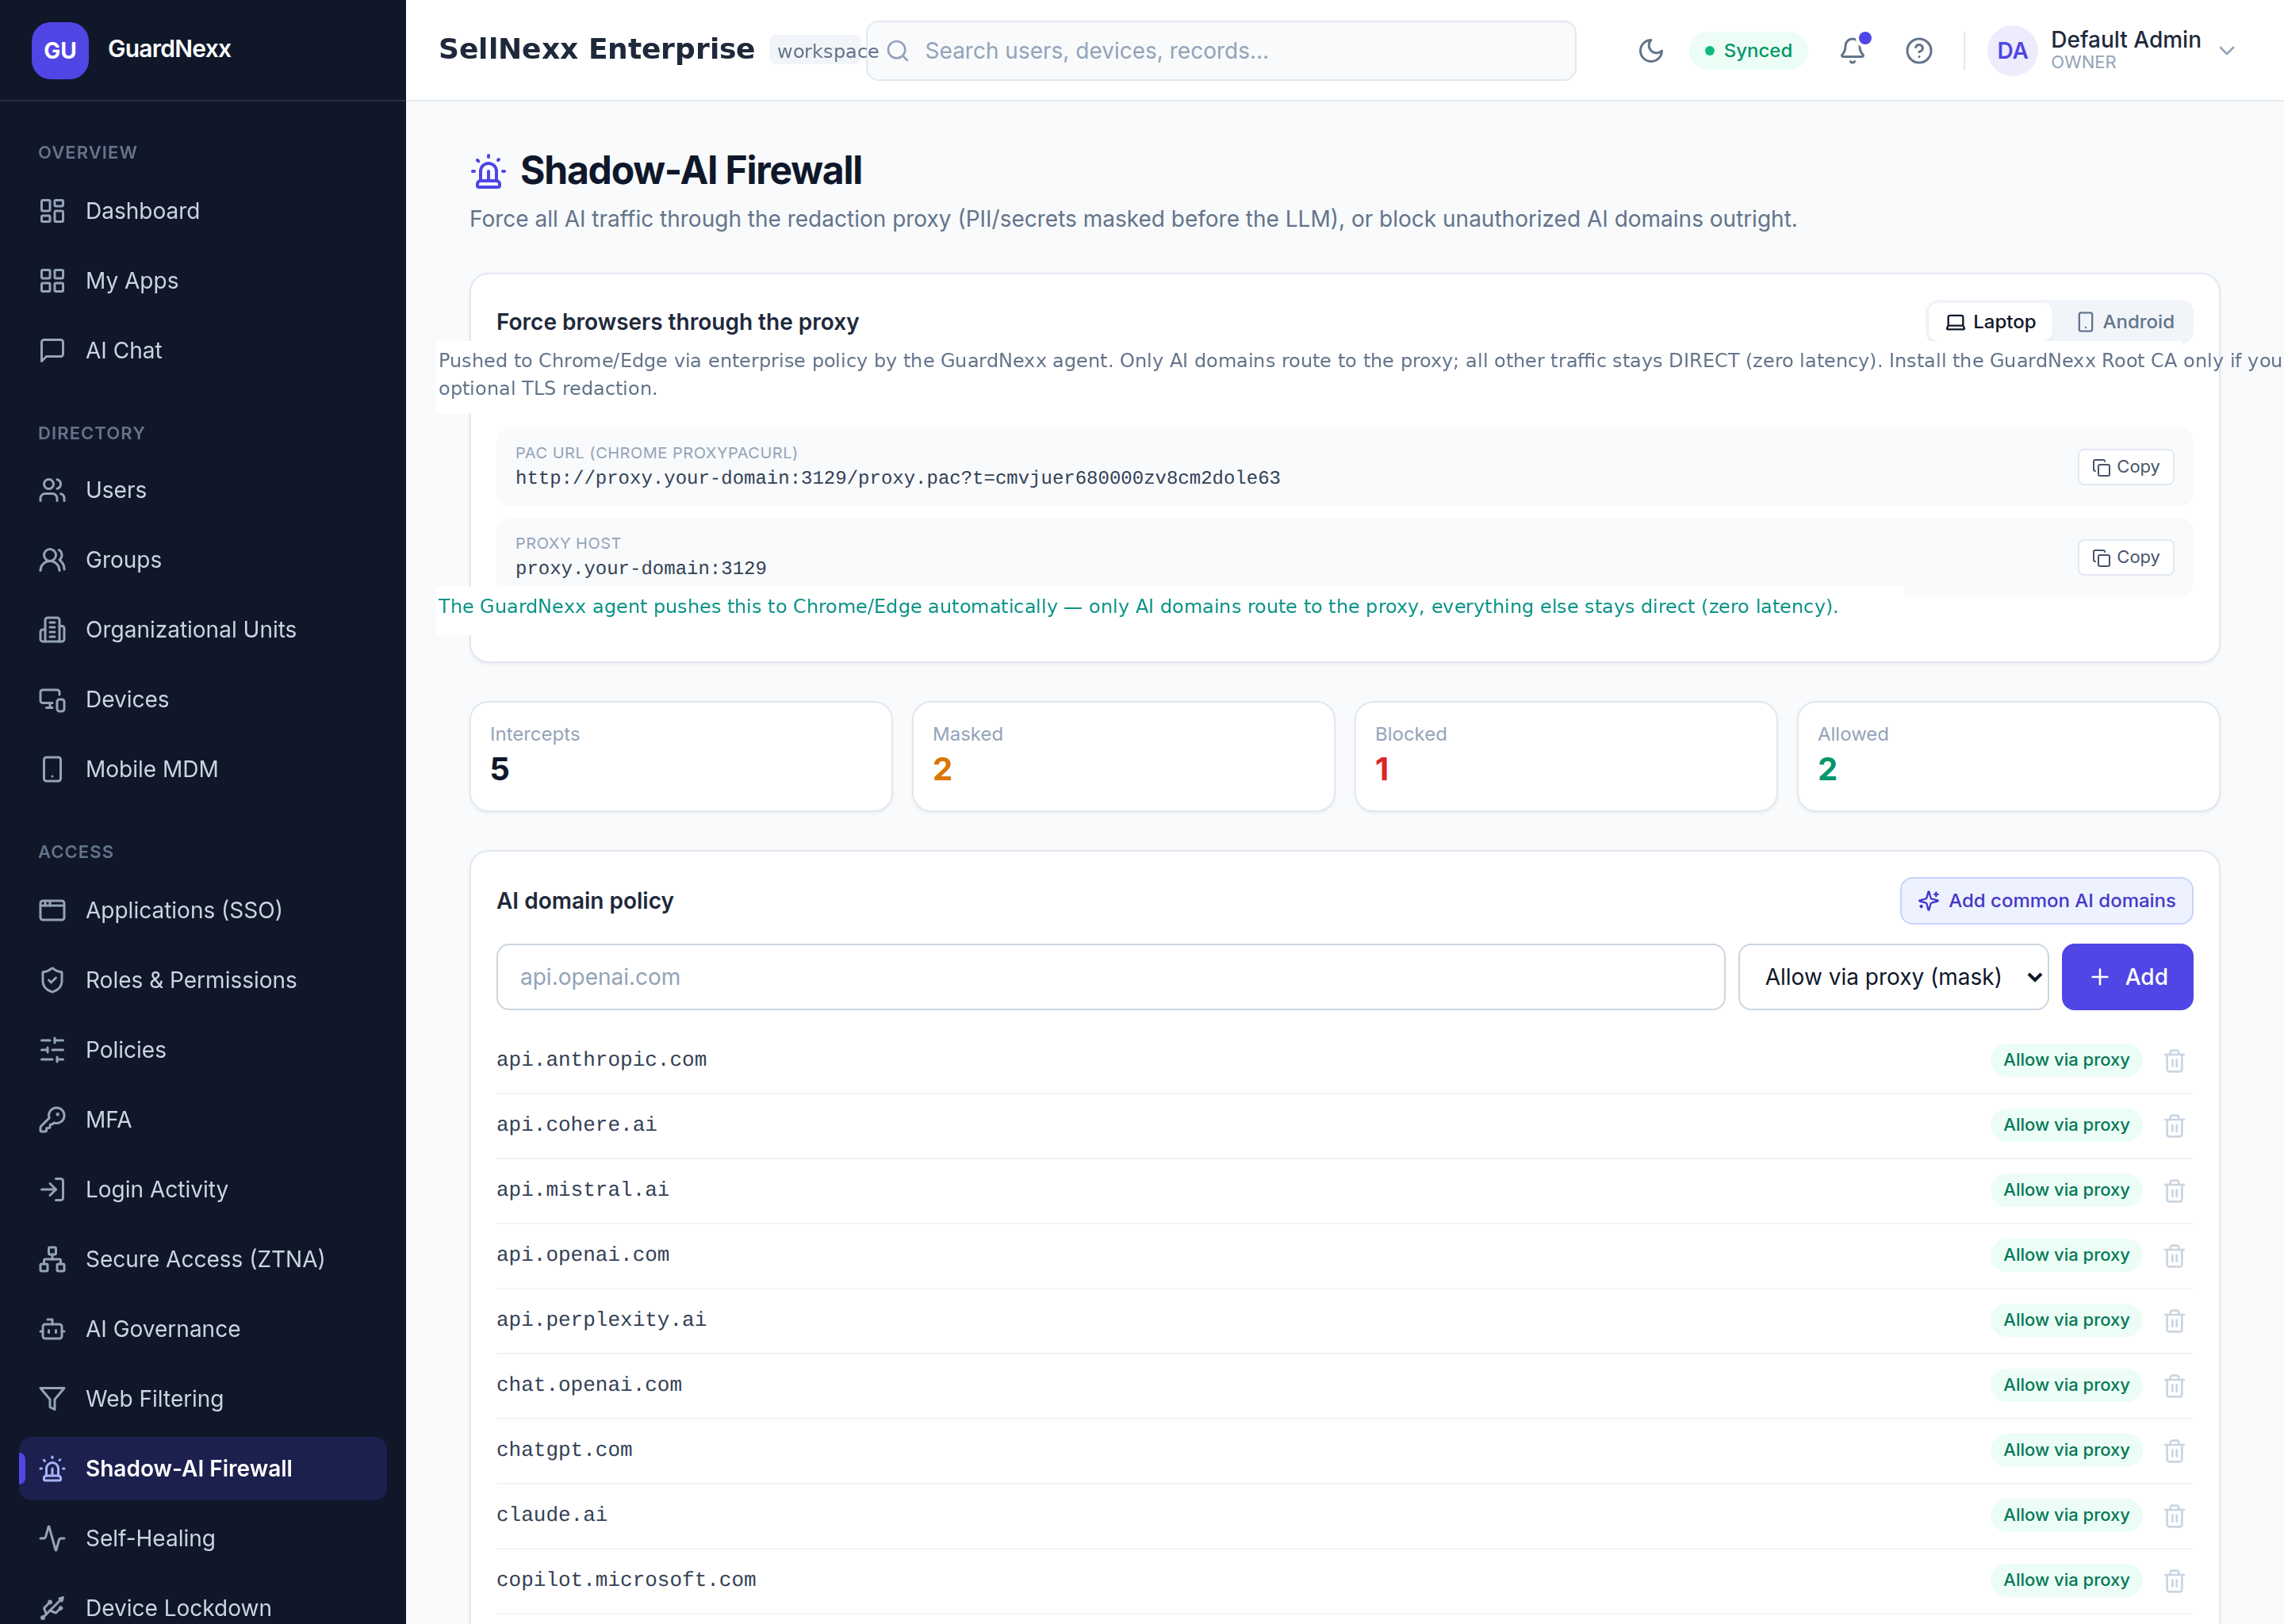 GU
GuardNexx
OVERVIEW
Dashboard
My Apps
AI Chat
DIRECTORY
Users
Groups
Organizational Units
Devices
Mobile MDM
ACCESS
Applications (SSO)
Roles & Permissions
Policies
MFA
Login Activity
Secure Access (ZTNA)
AI Governance
Web Filtering
Shadow-AI Firewall
Self-Healing
Device Lockdown
SellNexx Enterprise
workspace
Search users, devices, records...
Synced
DA
Default Admin
OWNER
Shadow-AI Firewall
Force all AI traffic through the redaction proxy (PII/secrets masked before the LLM), or block unauthorized AI domains outright.
Force browsers through the proxy
Laptop
Android
Pushed to Chrome/Edge via enterprise policy by the GuardNexx agent. Only AI domains route to the proxy; all other traffic stays DIRECT (zero latency). Install the GuardNexx Root CA only if you
optional TLS redaction.
PAC URL (CHROME PROXYPACURL)
http://proxy.your-domain:3129/proxy.pac?t=cmvjuer680000zv8cm2dole63
Copy
PROXY HOST
proxy.your-domain:3129
Copy
The GuardNexx agent pushes this to Chrome/Edge automatically — only AI domains route to the proxy, everything else stays direct (zero latency).
Intercepts
5
Masked
2
Blocked
1
Allowed
2
AI domain policy
Add common AI domains
api.openai.com
Allow via proxy (mask)
Add
api.anthropic.com
Allow via proxy
api.cohere.ai
Allow via proxy
api.mistral.ai
Allow via proxy
api.openai.com
Allow via proxy
api.perplexity.ai
Allow via proxy
chat.openai.com
Allow via proxy
chatgpt.com
Allow via proxy
claude.ai
Allow via proxy
copilot.microsoft.com
Allow via proxy